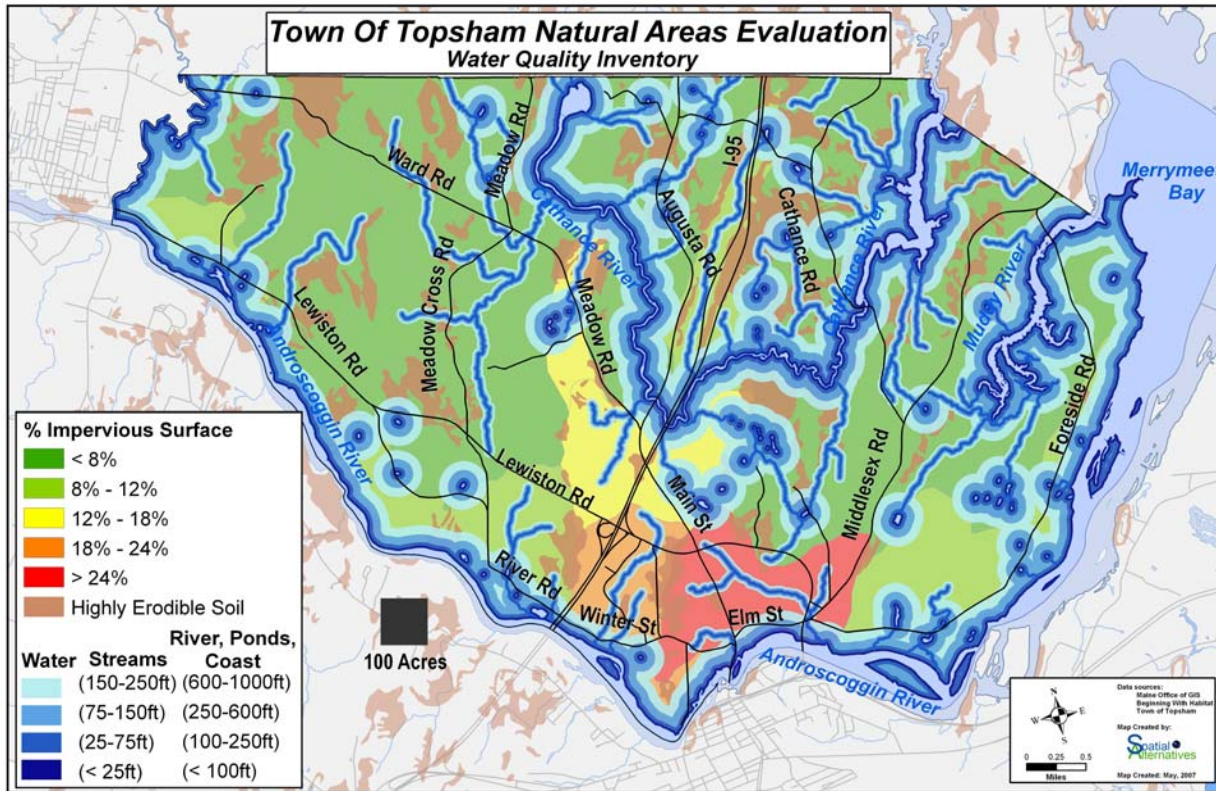 Town Of Topsham Natural Areas Evaluation
Water Quality Inventory
Merrymeet
Bay
Ward Rd
Meadow Rd
Cathance River
Augusta Rd
I-95
Cathance Rd
Cathance River
Muddy River
Meadow Cross Rd
Meadow Rd
Lewiston Rd
Androscoggin River
Foreside Rd
Middlesex Rd
Lewiston Rd
Main St
River Rd
Winter St
Elm St
Androscoggin River
% Impervious Surface
< 8%
8% - 12%
12% - 18%
18% - 24%
> 24%
Highly Erodible Soil
Water
Streams
River, Ponds,
Coast
(150-250ft) (600-1000ft)
(75-150ft) (250-600ft)
(25-75ft) (100-250ft)
(< 25ft) (< 100ft)
100 Acres
N
W E
S
0 0.25 0.5
Miles
Data sources:
Maine Office of GIS
Beginning With Habitat
Town of Topsham
Map Created by:
Spatial
Alternatives
Map Created: May, 2007